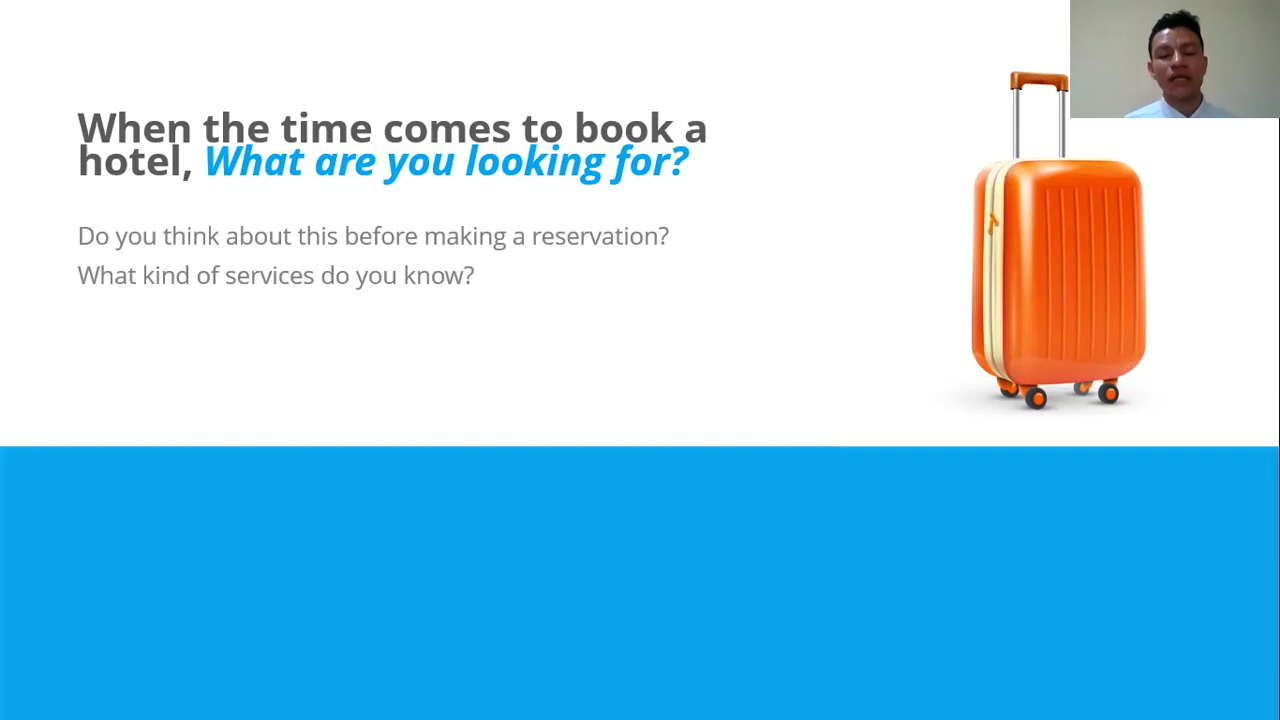 When the time comes to book a
hotel, What are you looking for?
Do you think about this before making a reservation?
What kind of services do you know?